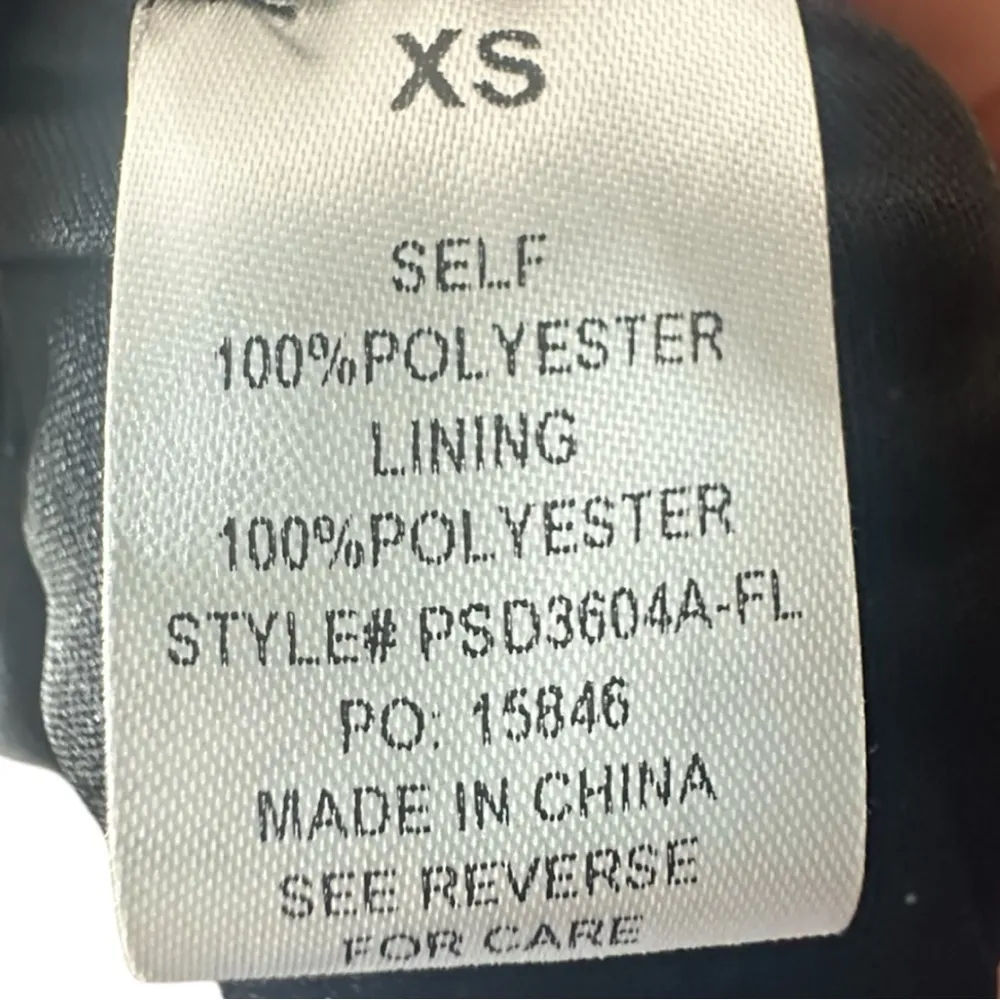 XS
SELF
100%POLYESTER
LINING
100%POLYESTER
STYLE# PSD3604A-FL
PO: 15846
MADE IN CHINA
SEE REVERSE
FOR CARE